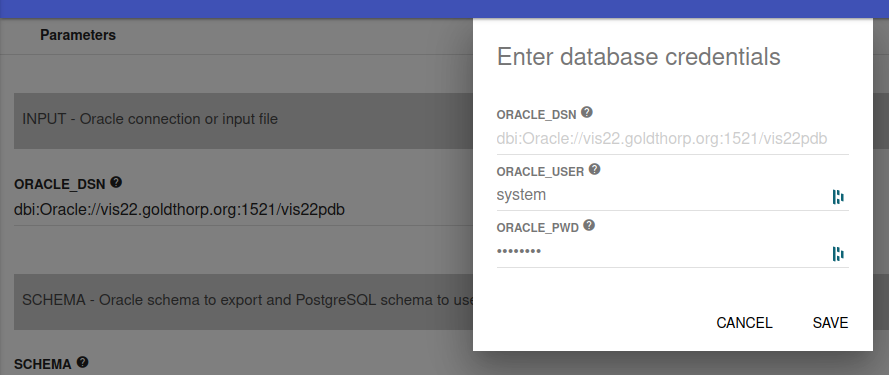 Parameters
INPUT - Oracle connection or input file
ORACLE_DSN
dbi:Oracle://vis22.goldthorp.org:1521/vis22pdb
SCHEMA - Oracle schema to export and PostgreSQL schema to use
SCHEMA
Enter database credentials
ORACLE_DSN
dbi:Oracle://vis22.goldthorp.org:1521/vis22pdb
ORACLE_USER
system
ORACLE_PWD
••••••••
CANCEL SAVE